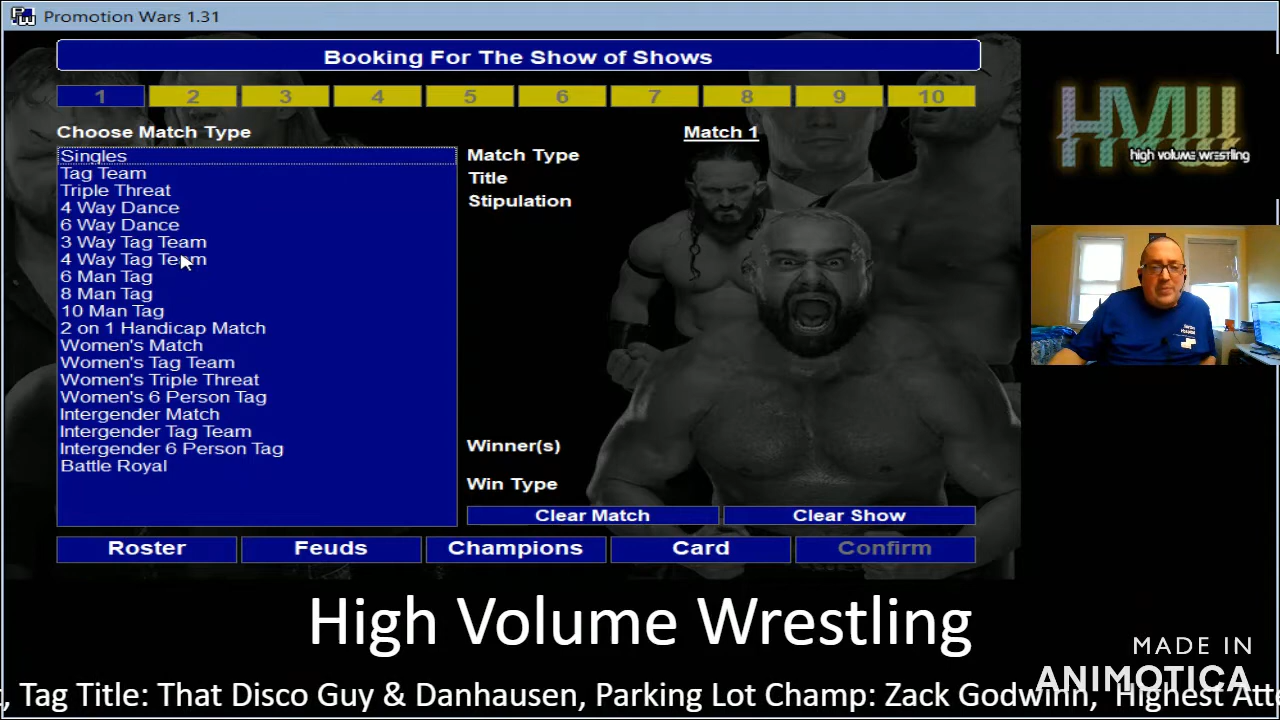 Promotion Wars 1.31
Booking For The Show of Shows
1 2 3 4 5 6 7 8 9 10
Choose Match Type
Singles
Tag Team
Triple Threat
4 Way Dance
6 Way Dance
3 Way Tag Team
4 Way Tag Team
6 Man Tag
8 Man Tag
10 Man Tag
2 on 1 Handicap Match
Women's Match
Women's Tag Team
Women's Triple Threat
Women's 6 Person Tag
Intergender Match
Intergender Tag Team
Intergender 6 Person Tag
Battle Royal
Match 1
Match Type
Title
Stipulation
Winner(s)
Win Type
Clear Match Clear Show
Roster Feuds Champions Card Confirm
HVW
high volume wrestling
High Volume Wrestling
MADE IN
ANIMOTICA
, Tag Title: That Disco Guy & Danhausen, Parking Lot Champ: Zack Godwinn, Highest